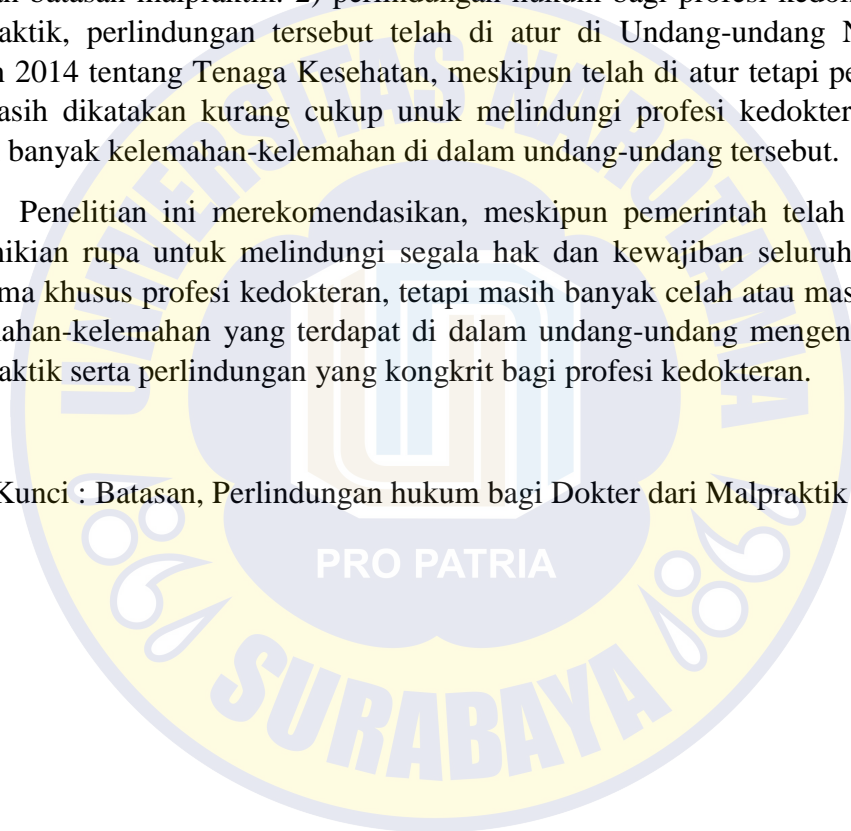 batasan malpraktik. 2) perlindungan hukum bagi profesi
aktik, perlindungan tersebut telah di atur di Undang-undang N
2014 tentang Tenaga Kesehatan, meskipun telah di atur tetapi pe
asih dikatakan kurang cukup unuk melindungi profesi kedokter
banyak kelemahan-kelemahan di dalam undang-undang tersebut.
Penelitian ini merekomendasikan, meskipun pemerintah telah
nikian rupa untuk melindungi segala hak dan kewajiban seluruh
ma khusus profesi kedokteran, tetapi masih banyak celah atau mas
ahan-kelemahan yang terdapat di dalam undang-undang mengen
aktik serta perlindungan yang kongkrit bagi profesi kedokteran.
Kunci : Batasan, Perlindungan hukum bagi Dokter dari Malpraktik
UNIVERSITAS NAROTAMA
PRO PATRIA
SURABAYA